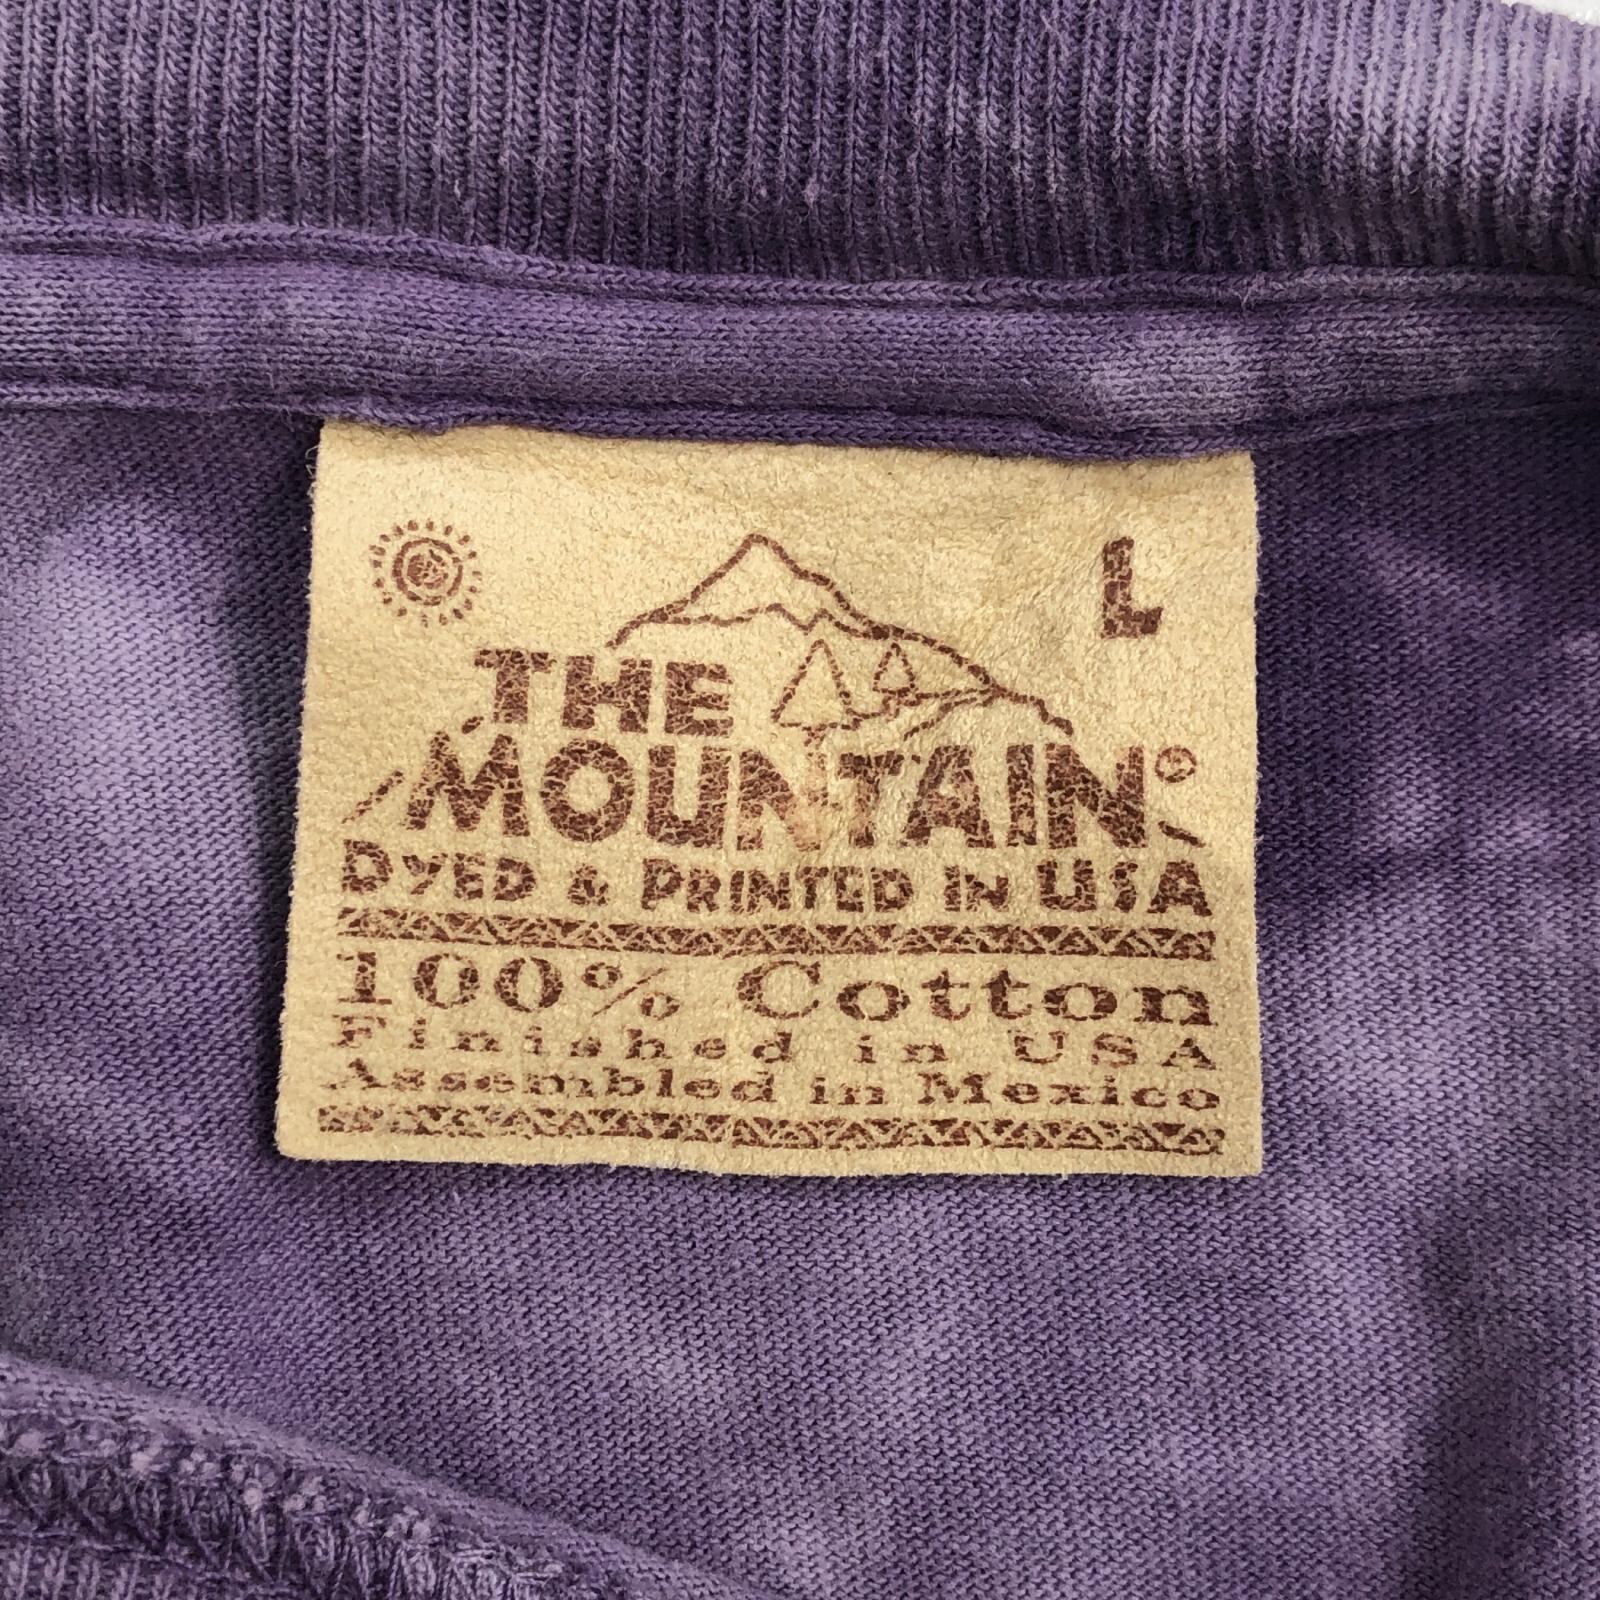 L
THE
MOUNTAIN®
DYED & PRINTED IN USA
100% Cotton
Finished in USA
Assembled in Mexico